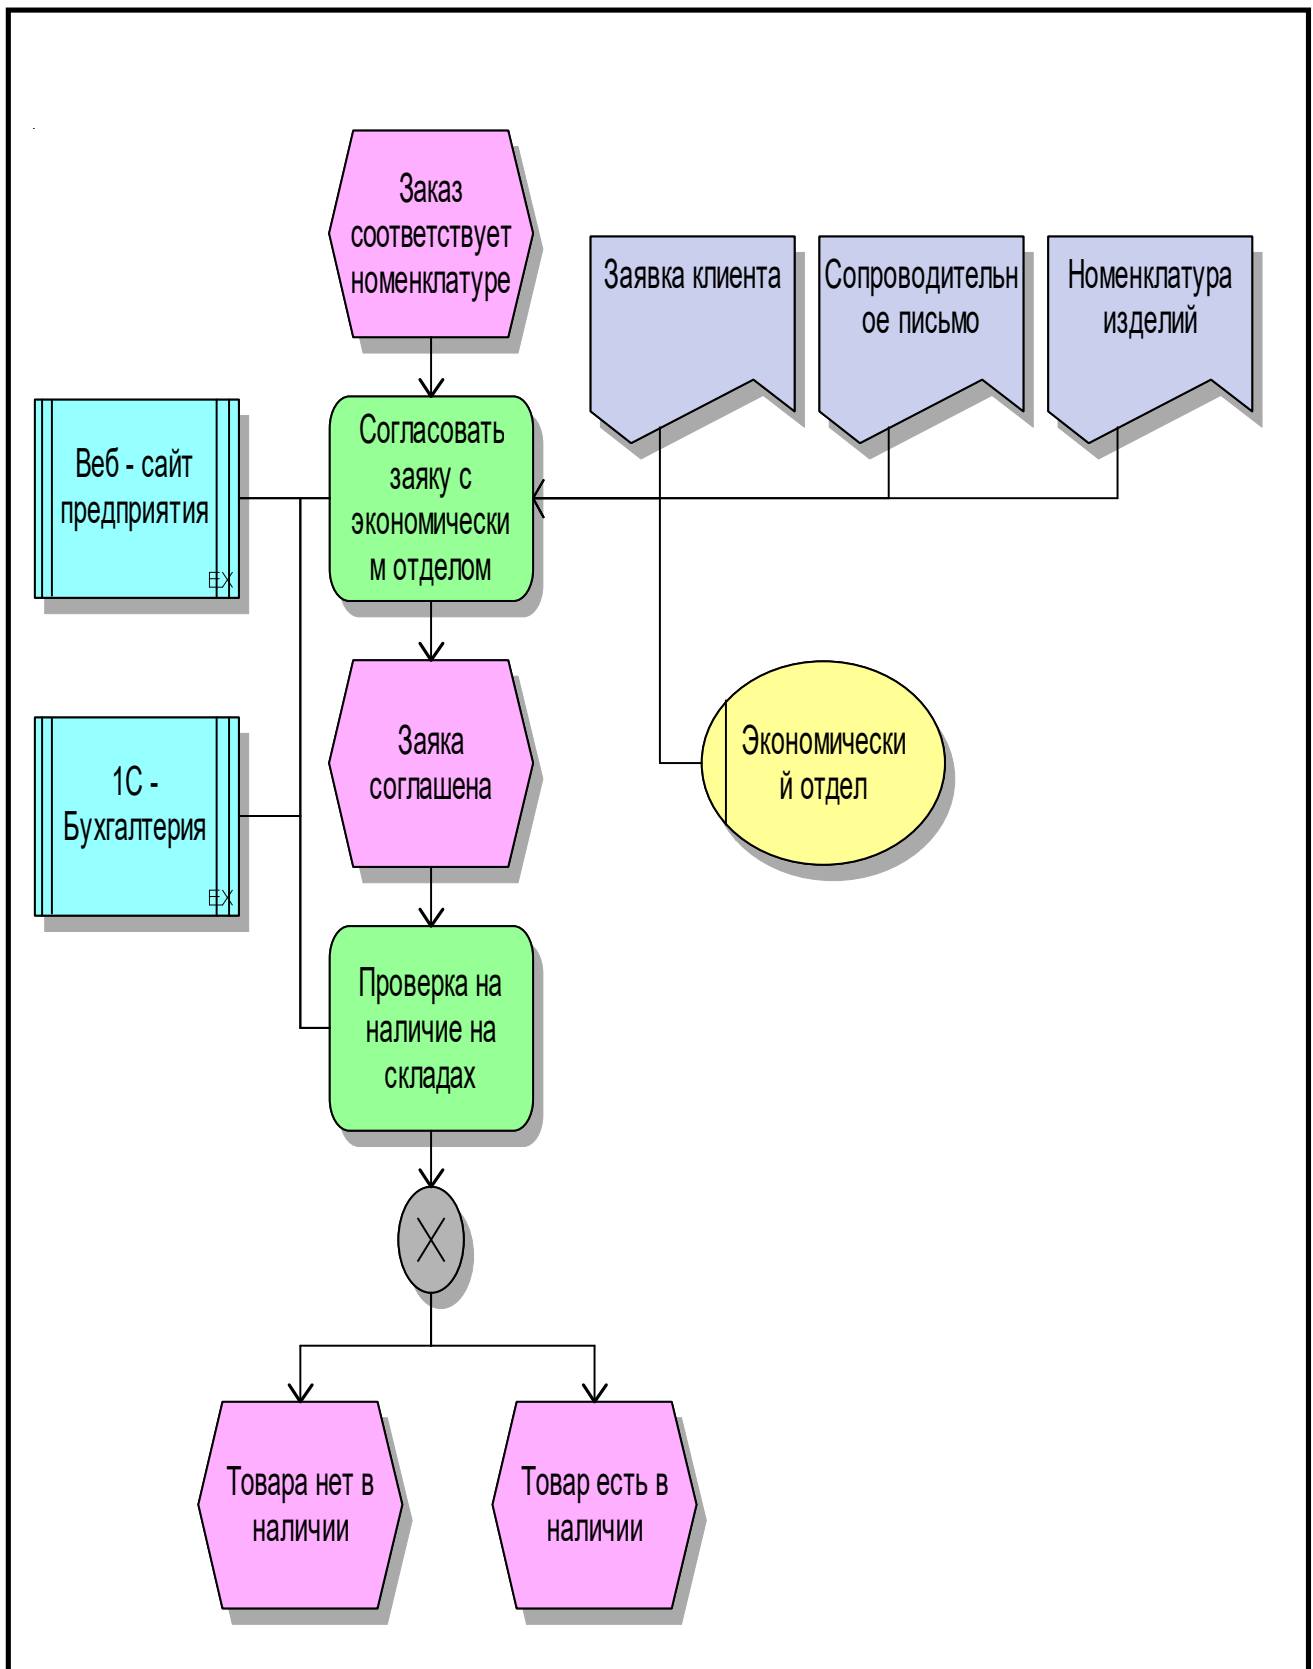 Заказ
соответствует
номенклатуре
Заявка клиента
Сопроводительн
ое письмо
Номенклатура
изделий
Веб - сайт
предприятия
EX
Согласовать
заяку с
экономически
м отделом
Заяка
соглашена
Экономически
й отдел
1С -
Бухгалтерия
EX
Проверка на
наличие на
складах
Товара нет в
наличии
Товар есть в
наличии